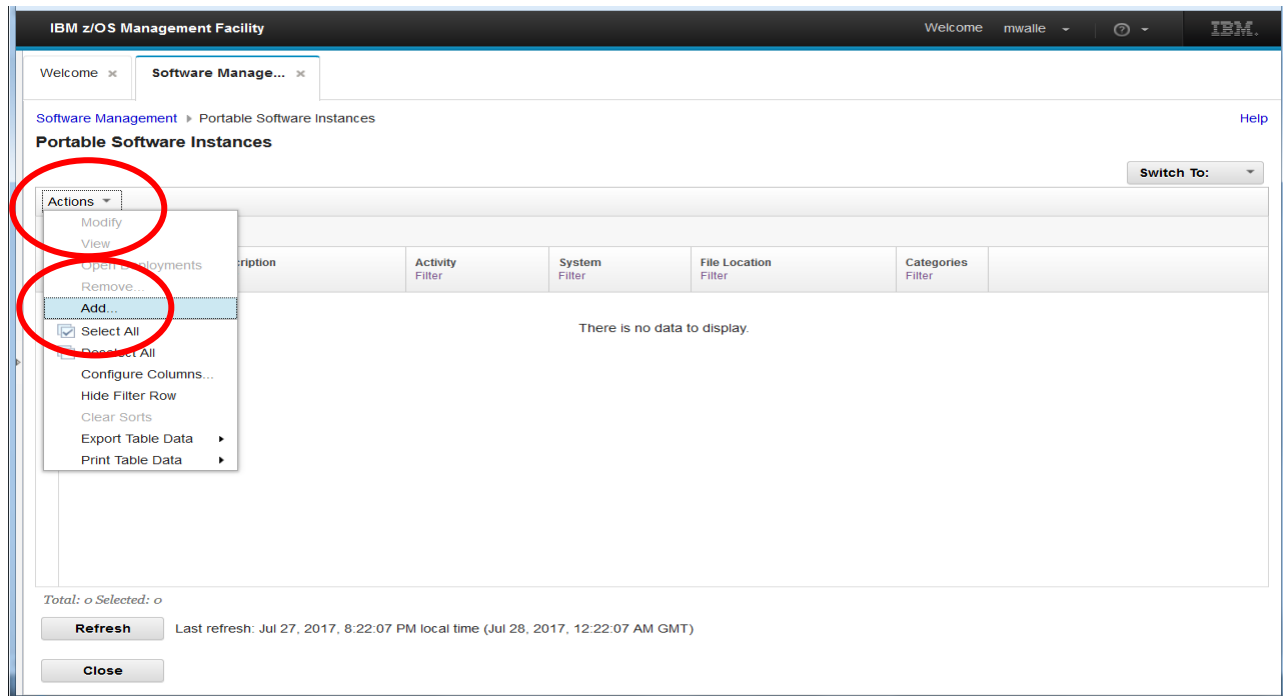 IBM z/OS Management Facility Welcome mwalle IBM.
Welcome Software Manage...
Software Management Portable Software Instances Help
Portable Software Instances
Switch To:
Actions
Modify
View
Open Deployments
Remove...
Add...
Select All
Deselect All
Configure Columns...
Hide Filter Row
Clear Sorts
Export Table Data
Print Table Data
cription Activity System File Location Categories
Filter Filter Filter Filter
There is no data to display.
Total: 0 Selected: 0
Refresh Last refresh: Jul 27, 2017, 8:22:07 PM local time (Jul 28, 2017, 12:22:07 AM GMT)
Close